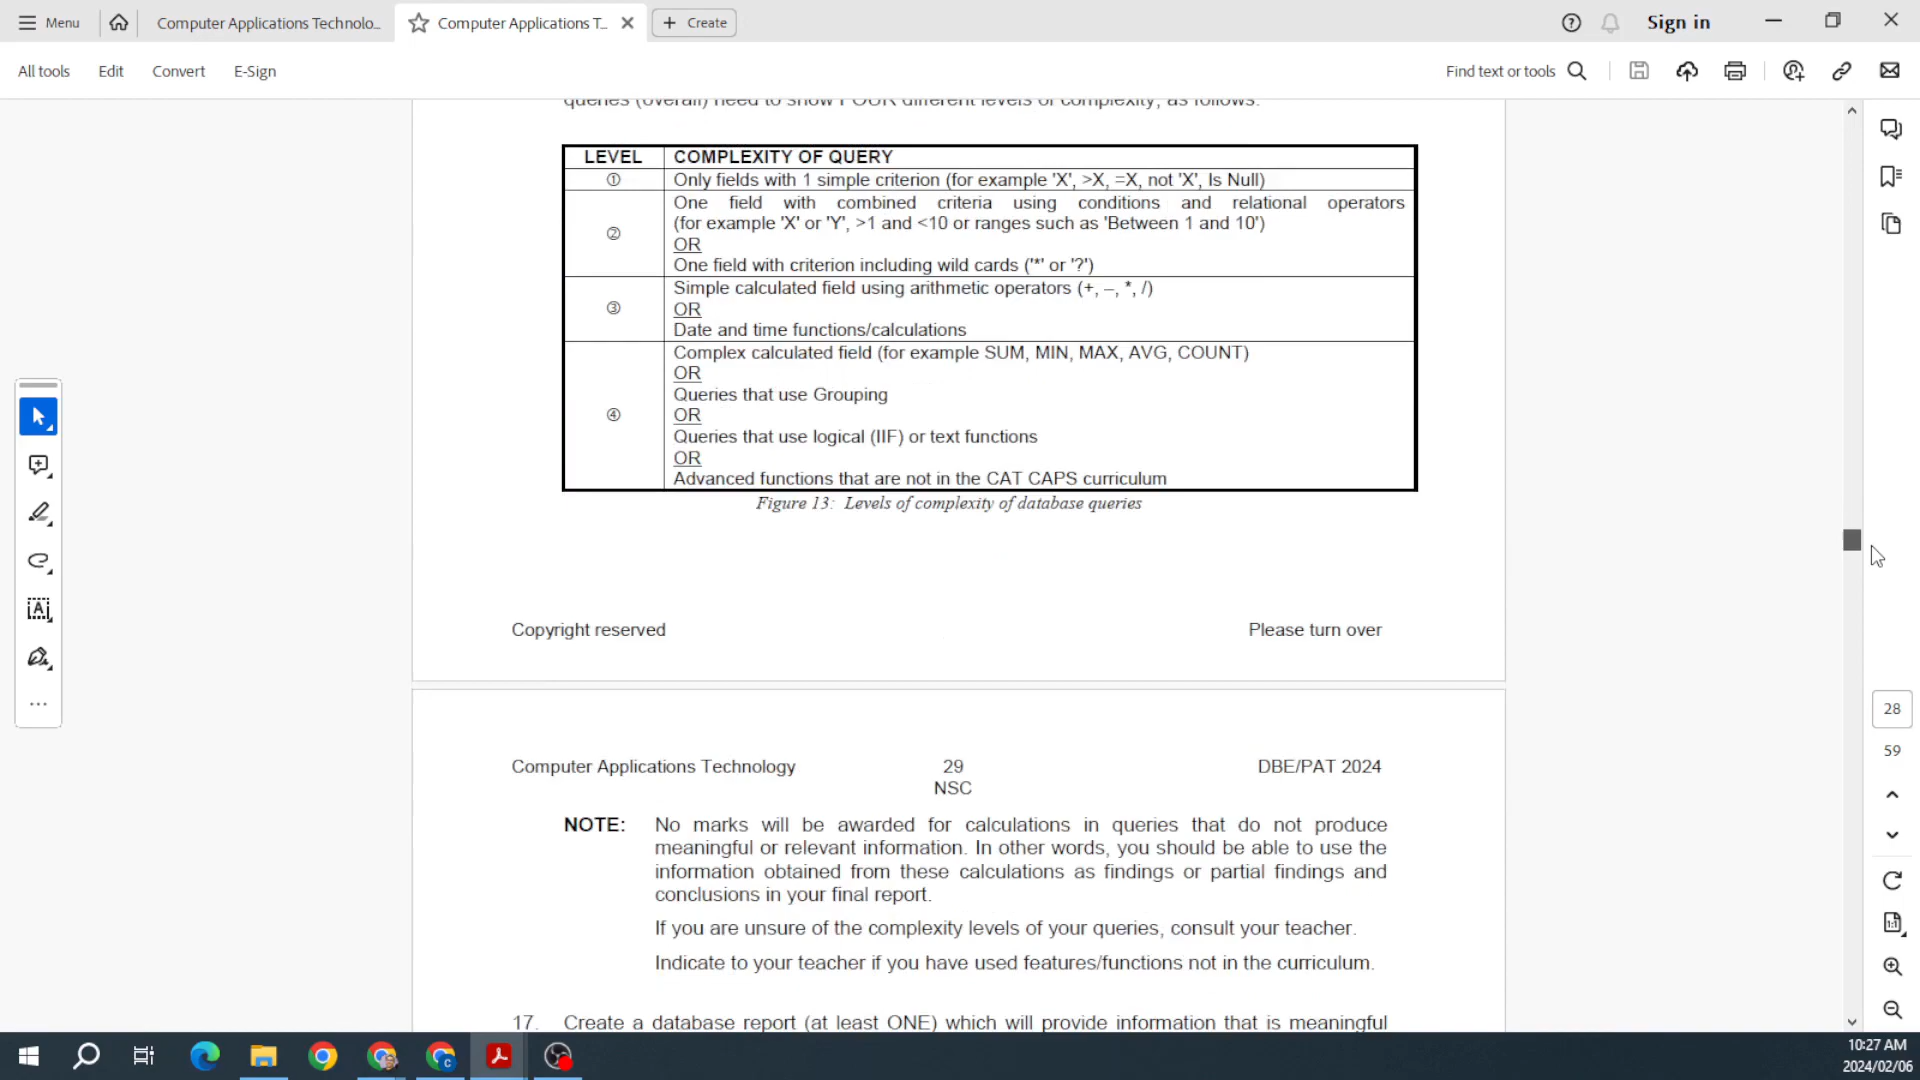 Menu
Computer Applications Technolo...
Computer Applications T...
Create
Sign in
All tools
Edit
Convert
E-Sign
Find text or tools
queries (overall) need to show FOUR different levels of complexity, as follows:
LEVEL COMPLEXITY OF QUERY
① Only fields with 1 simple criterion (for example 'X', >X, =X, not 'X', Is Null)
② One field with combined criteria using conditions and relational operators
(for example 'X' or 'Y', >1 and <10 or ranges such as 'Between 1 and 10')
OR
One field with criterion including wild cards ('*' or '?')
③ Simple calculated field using arithmetic operators (+, –, *, /)
OR
Date and time functions/calculations
④ Complex calculated field (for example SUM, MIN, MAX, AVG, COUNT)
OR
Queries that use Grouping
OR
Queries that use logical (IIF) or text functions
OR
Advanced functions that are not in the CAT CAPS curriculum
Figure 13: Levels of complexity of database queries
Copyright reserved Please turn over
Computer Applications Technology 29 DBE/PAT 2024
NSC
NOTE: No marks will be awarded for calculations in queries that do not produce
meaningful or relevant information. In other words, you should be able to use the
information obtained from these calculations as findings or partial findings and
conclusions in your final report.
If you are unsure of the complexity levels of your queries, consult your teacher.
Indicate to your teacher if you have used features/functions not in the curriculum.
17. Create a database report (at least ONE) which will provide information that is meaningful
28
59
10:27 AM
2024/02/06